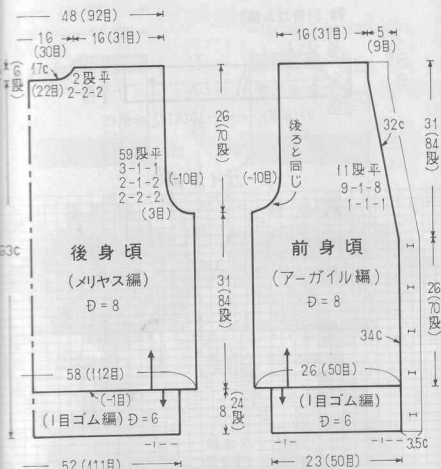 48(92目)
16
(30目)
16(31目)
17c
(22目)
2段平
2-2-2
6
段
26
(70段)
59段平
3-1-1
2-1-2
2-2-2
(3目)
(-10目)
後身頃
(メリヤス編)
D=8
31
(84段)
58(112目)
(-1目)
(1目ゴム編) D=6
8
(24段)
-1-
52(111目)
16(31目)
5
(9目)
32c
31
(84段)
後ろと同じ
(-10目)
11段平
9-1-8
1-1-1
前身頃
(アーガイル編)
D=8
26
(70段)
34c
26(50目)
(1目ゴム編)
D=6
-1-
3.5c
23(50目)